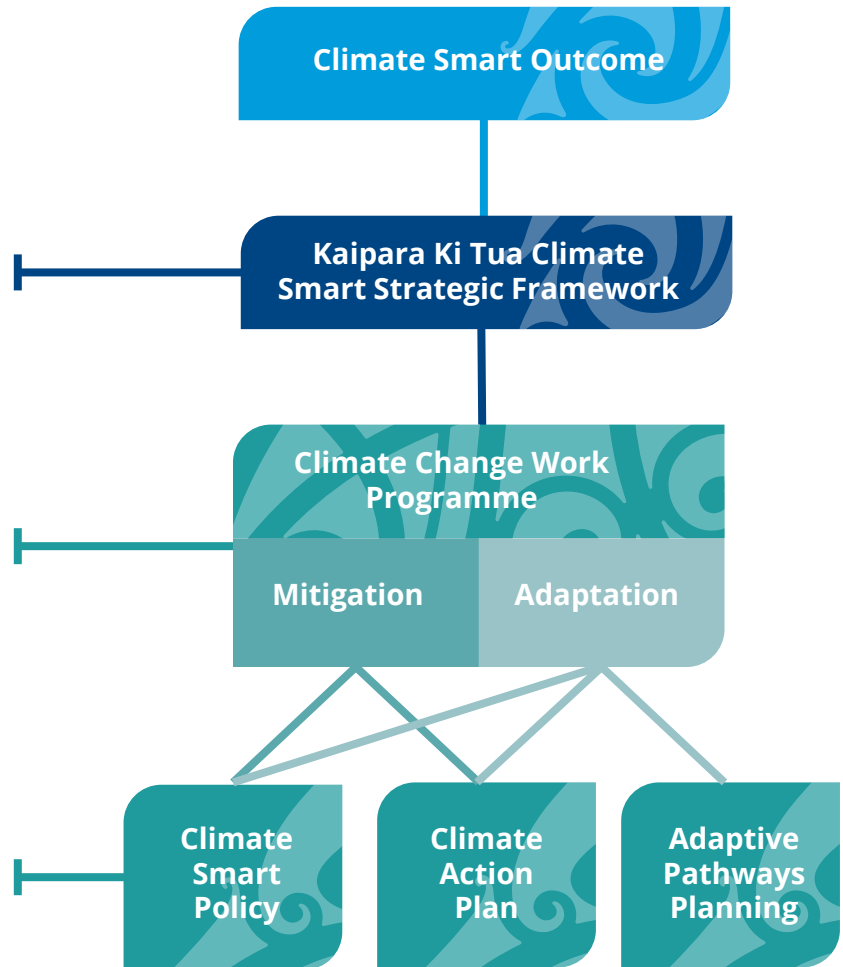 Climate Smart Outcome
Kaipara Ki Tua Climate
Smart Strategic Framework
Climate Change Work
Programme
Mitigation
Adaptation
Climate
Smart
Policy
Climate
Action
Plan
Adaptive
Pathways
Planning